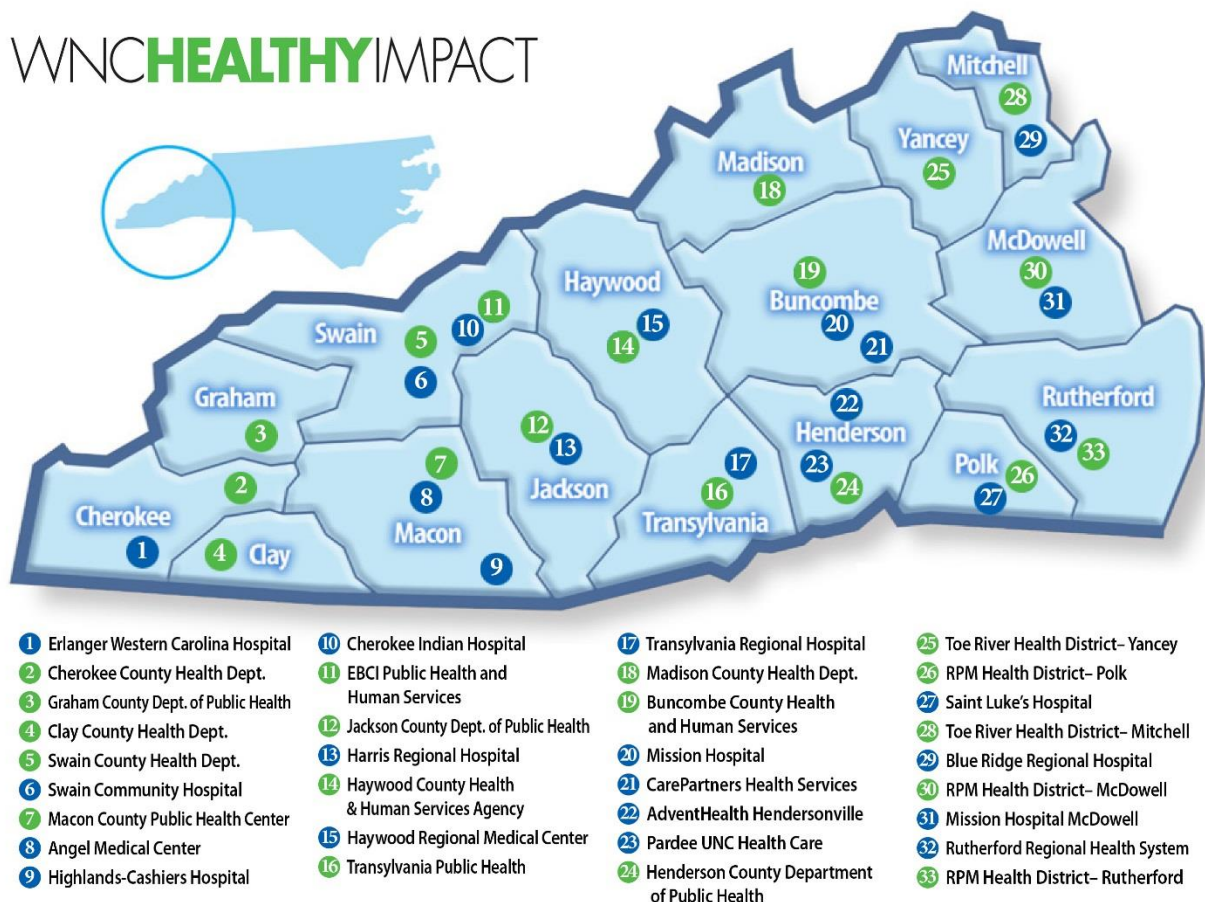 WNCHEALTHYIMPACT
Mitchell
28
29
Yancey
25
Madison
18
McDowell
30
31
Haywood
15
14
19
Buncombe
20
21
Swain
11
10
5
6
Graham
3
22
Henderson
23
24
Rutherford
32
33
12
13
Jackson
17
16
Transylvania
Polk
26
27
2
Cherokee
1
7
8
Macon
9
4
Clay
1 Erlanger Western Carolina Hospital
2 Cherokee County Health Dept.
3 Graham County Dept. of Public Health
4 Clay County Health Dept.
5 Swain County Health Dept.
6 Swain Community Hospital
7 Macon County Public Health Center
8 Angel Medical Center
9 Highlands-Cashiers Hospital
10 Cherokee Indian Hospital
11 EBCI Public Health and
Human Services
12 Jackson County Dept. of Public Health
13 Harris Regional Hospital
14 Haywood County Health
& Human Services Agency
15 Haywood Regional Medical Center
16 Transylvania Public Health
17 Transylvania Regional Hospital
18 Madison County Health Dept.
19 Buncombe County Health
and Human Services
20 Mission Hospital
21 CarePartners Health Services
22 AdventHealth Hendersonville
23 Pardee UNC Health Care
24 Henderson County Department
of Public Health
25 Toe River Health District– Yancey
26 RPM Health District– Polk
27 Saint Luke's Hospital
28 Toe River Health District– Mitchell
29 Blue Ridge Regional Hospital
30 RPM Health District– McDowell
31 Mission Hospital McDowell
32 Rutherford Regional Health System
33 RPM Health District– Rutherford